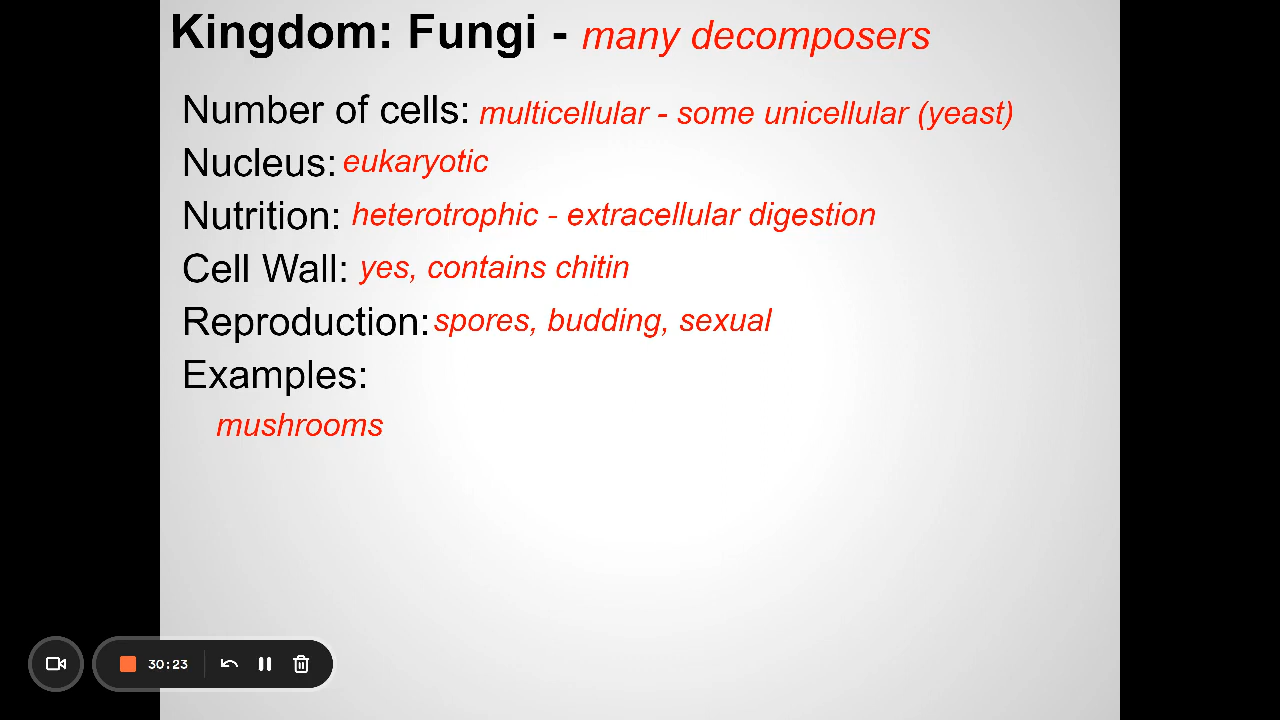 Kingdom: Fungi - many decomposers
Number of cells: multicellular - some unicellular (yeast)
Nucleus: eukaryotic
Nutrition: heterotrophic - extracellular digestion
Cell Wall: yes, contains chitin
Reproduction: spores, budding, sexual
Examples:
mushrooms
30:23